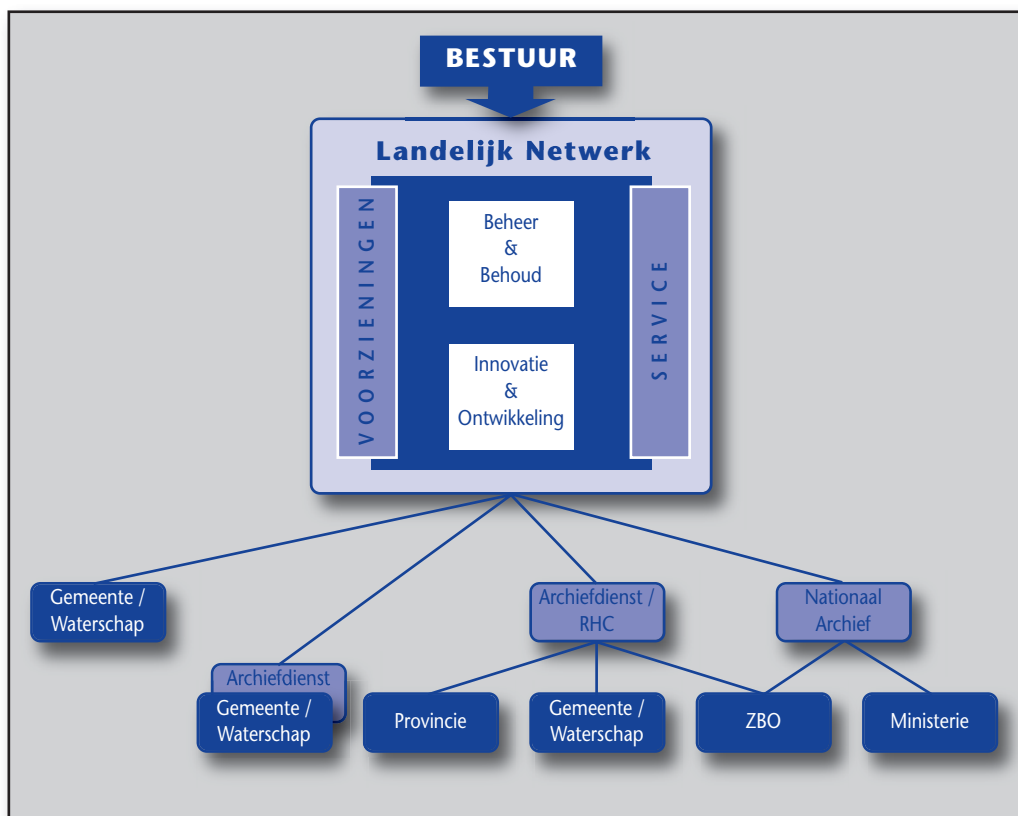 BESTUUR
Landelijk Netwerk
VOORZIENINGEN
Beheer
&
Behoud
Innovatie
&
Ontwikkeling
SERVICE
Gemeente /
Waterschap
Archiefdienst /
RHC
Nationaal
Archief
Archiefdienst
Gemeente /
Waterschap
Provincie
Gemeente /
Waterschap
ZBO
Ministerie